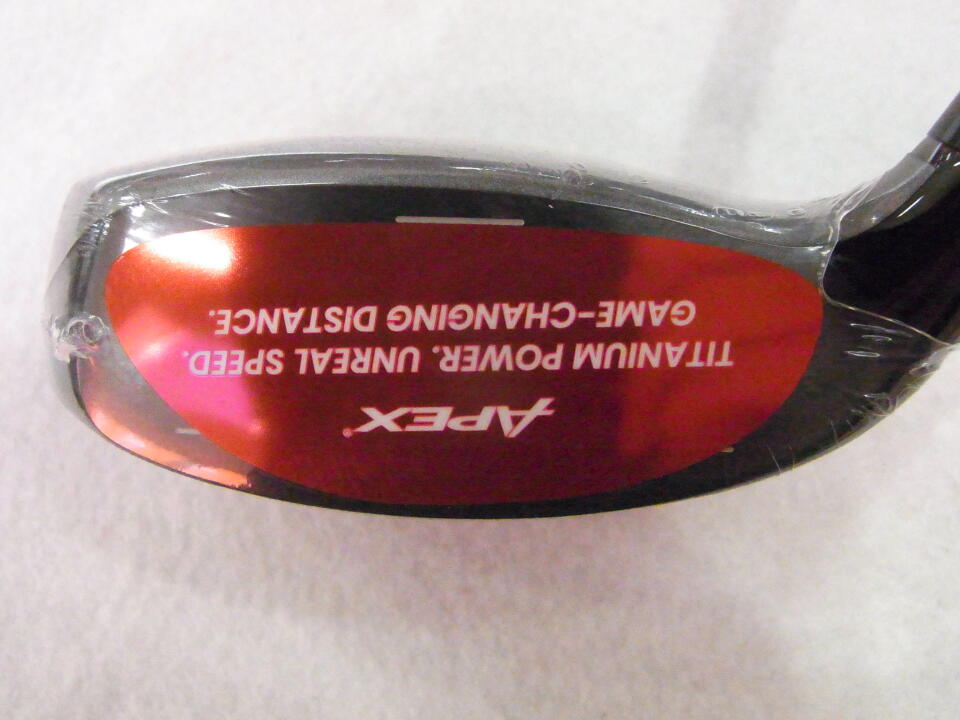 APEX®
TITANIUM POWER. UNREAL SPEED.
GAME-CHANGING DISTANCE.